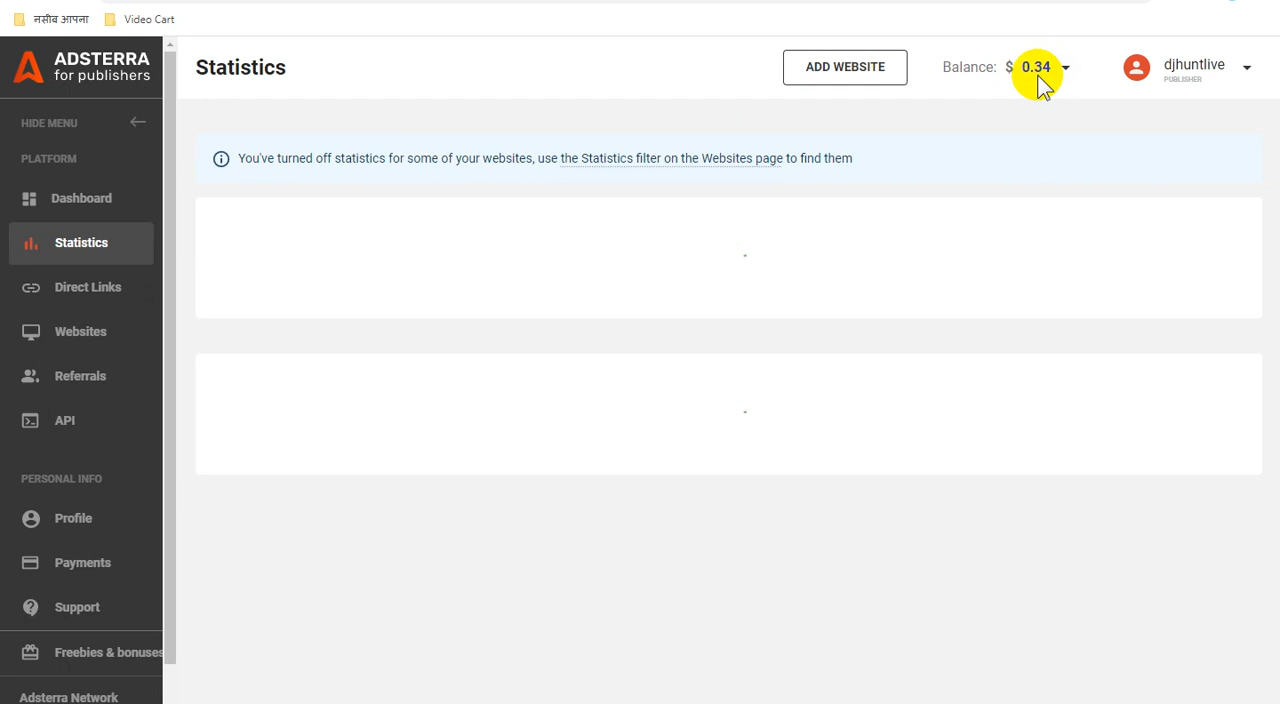 नसीब आपना
Video Cart
ADSTERRA
for publishers
Statistics
ADD WEBSITE
Balance: $ 0.34
djhuntlive
PUBLISHER
HIDE MENU
PLATFORM
Dashboard
Statistics
Direct Links
Websites
Referrals
API
PERSONAL INFO
Profile
Payments
Support
Freebies & bonuses
Adsterra Network
You've turned off statistics for some of your websites, use the Statistics filter on the Websites page to find them